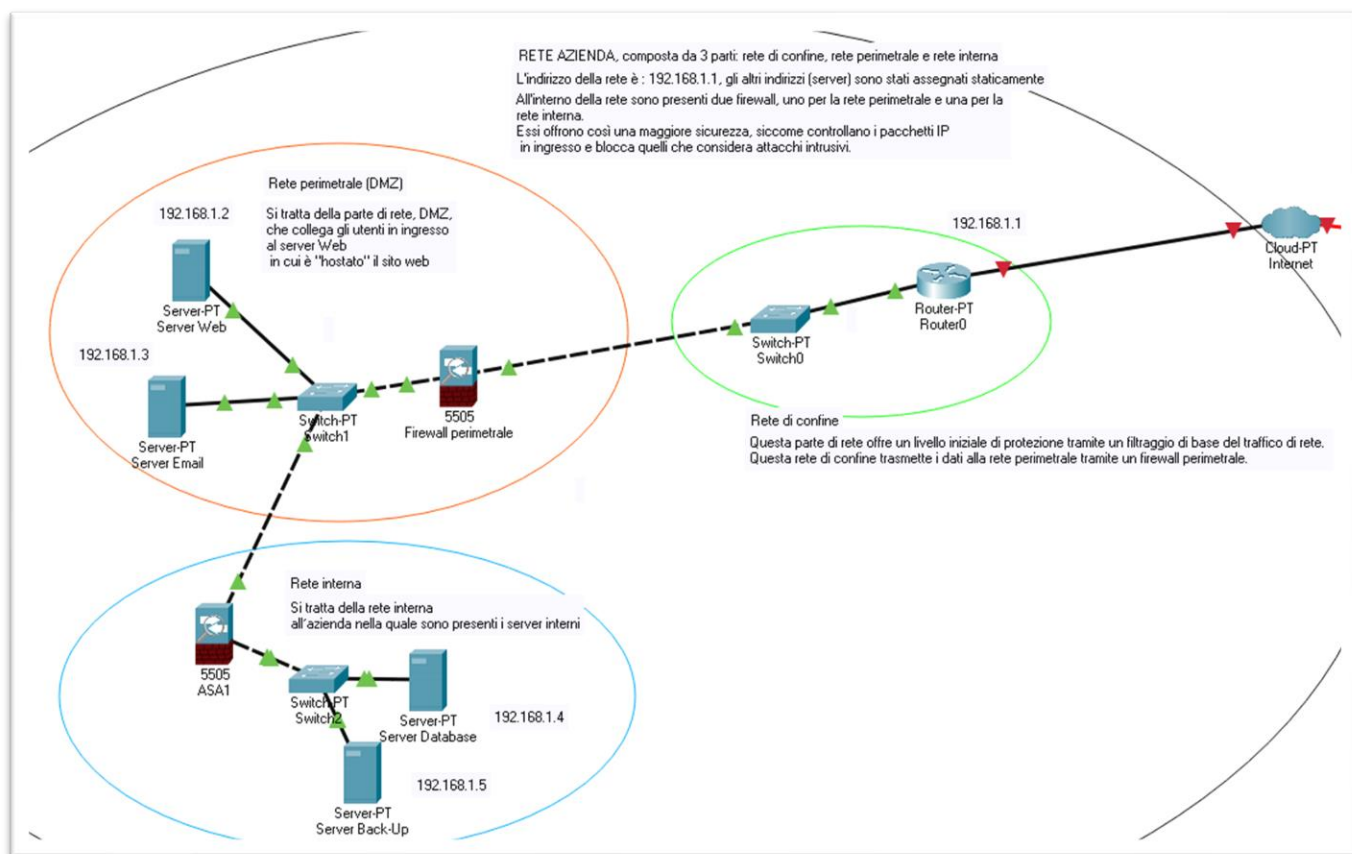 RETE AZIENDA, composta da 3 parti: rete di confine, rete perimetrale e rete interna
L'indirizzo della rete è : 192.168.1.1, gli altri indirizzi (server) sono stati assegnati staticamente
All'interno della rete sono presenti due firewall, uno per la rete perimetrale e una per la
rete interna.
Essi offrono così una maggiore sicurezza, siccome controllano i pacchetti IP
in ingresso e blocca quelli che considera attacchi intrusivi.
Rete perimetrale (DMZ)
192.168.1.2
Si tratta della parte di rete, DMZ,
che collega gli utenti in ingresso
al server Web
in cui è "hostato" il sito web
Server-PT
Server Web
192.168.1.3
Server-PT
Server Email
Switch-PT
Switch1
5505
Firewall perimetrale
192.168.1.1
Cloud-PT
Internet
Router-PT
Router0
Switch-PT
Switch0
Rete di confine
Questa parte di rete offre un livello iniziale di protezione tramite un filtraggio di base del traffico di rete.
Questa rete di confine trasmette i dati alla rete perimetrale tramite un firewall perimetrale.
Rete interna
Si tratta della rete interna
all'azienda nella quale sono presenti i server interni
5505
ASA1
Switch-PT
Switch2
Server-PT
Server Database
192.168.1.4
192.168.1.5
Server-PT
Server Back-Up